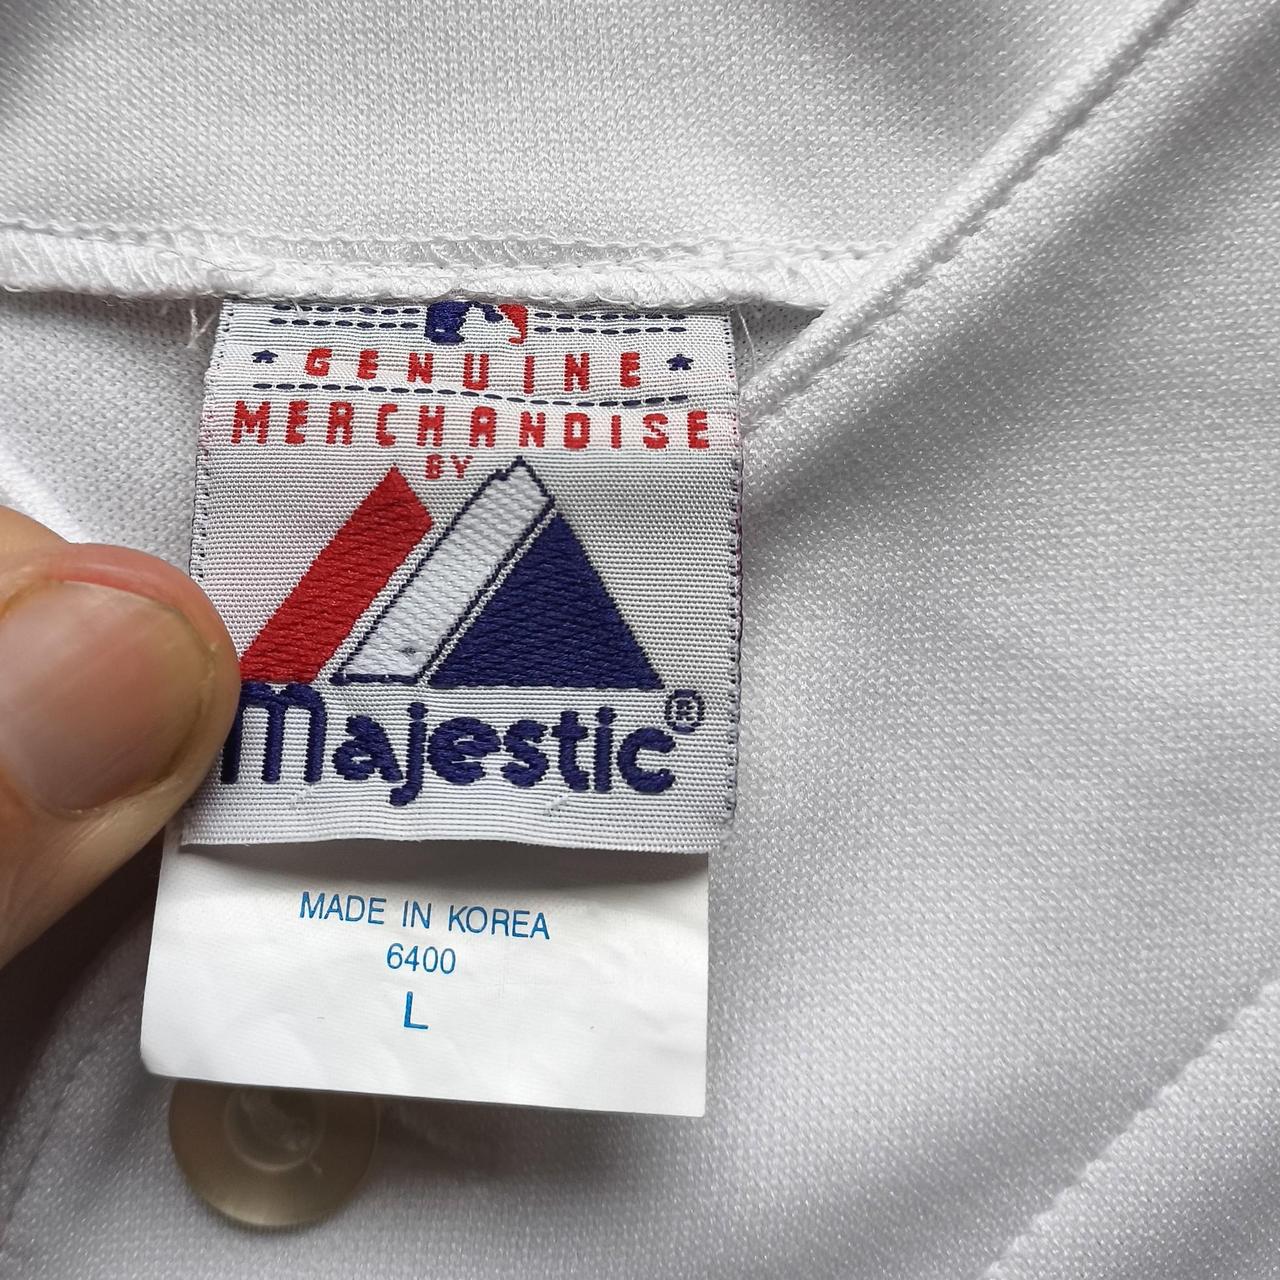 GENUINE
MERCHANDISE
BY
Majestic®
MADE IN KOREA
6400
L